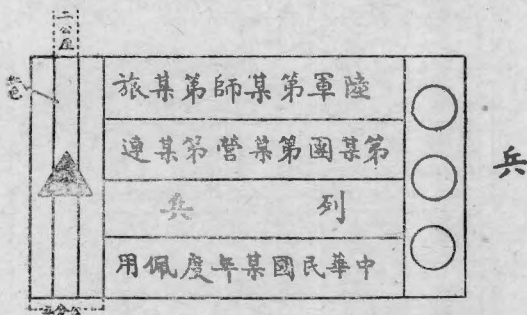 兵
二公厘
陸軍第某師第某旅
第某團第某營第某連
列兵
中華民國某年度佩用